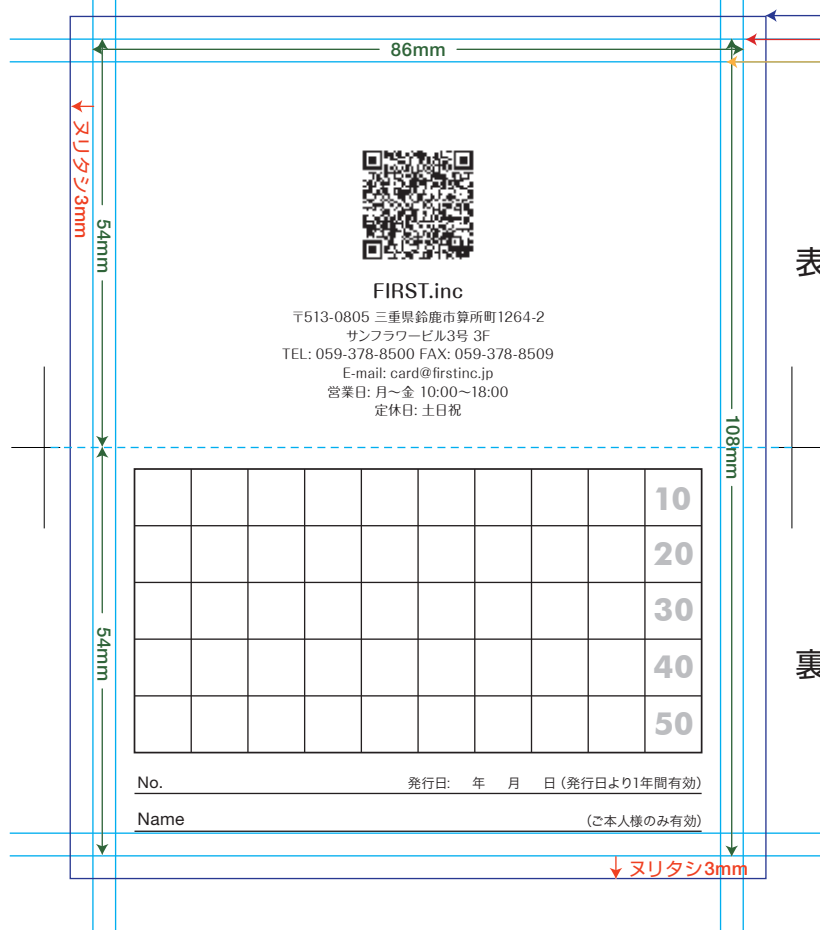 86mm
ヌリタシ3mm
54mm
表
FIRST.inc
〒513-0805 三重県鈴鹿市算所町1264-2
サンフラワービル3号 3F
TEL: 059-378-8500 FAX: 059-378-8509
E-mail: card@firstinc.jp
営業日: 月〜金 10:00〜18:00
定休日: 土日祝
108mm
10
20
30
40
50
54mm
裏
No. 発行日: 年 月 日 (発行日より1年間有効)
Name (ご本人様のみ有効)
ヌリタシ3mm